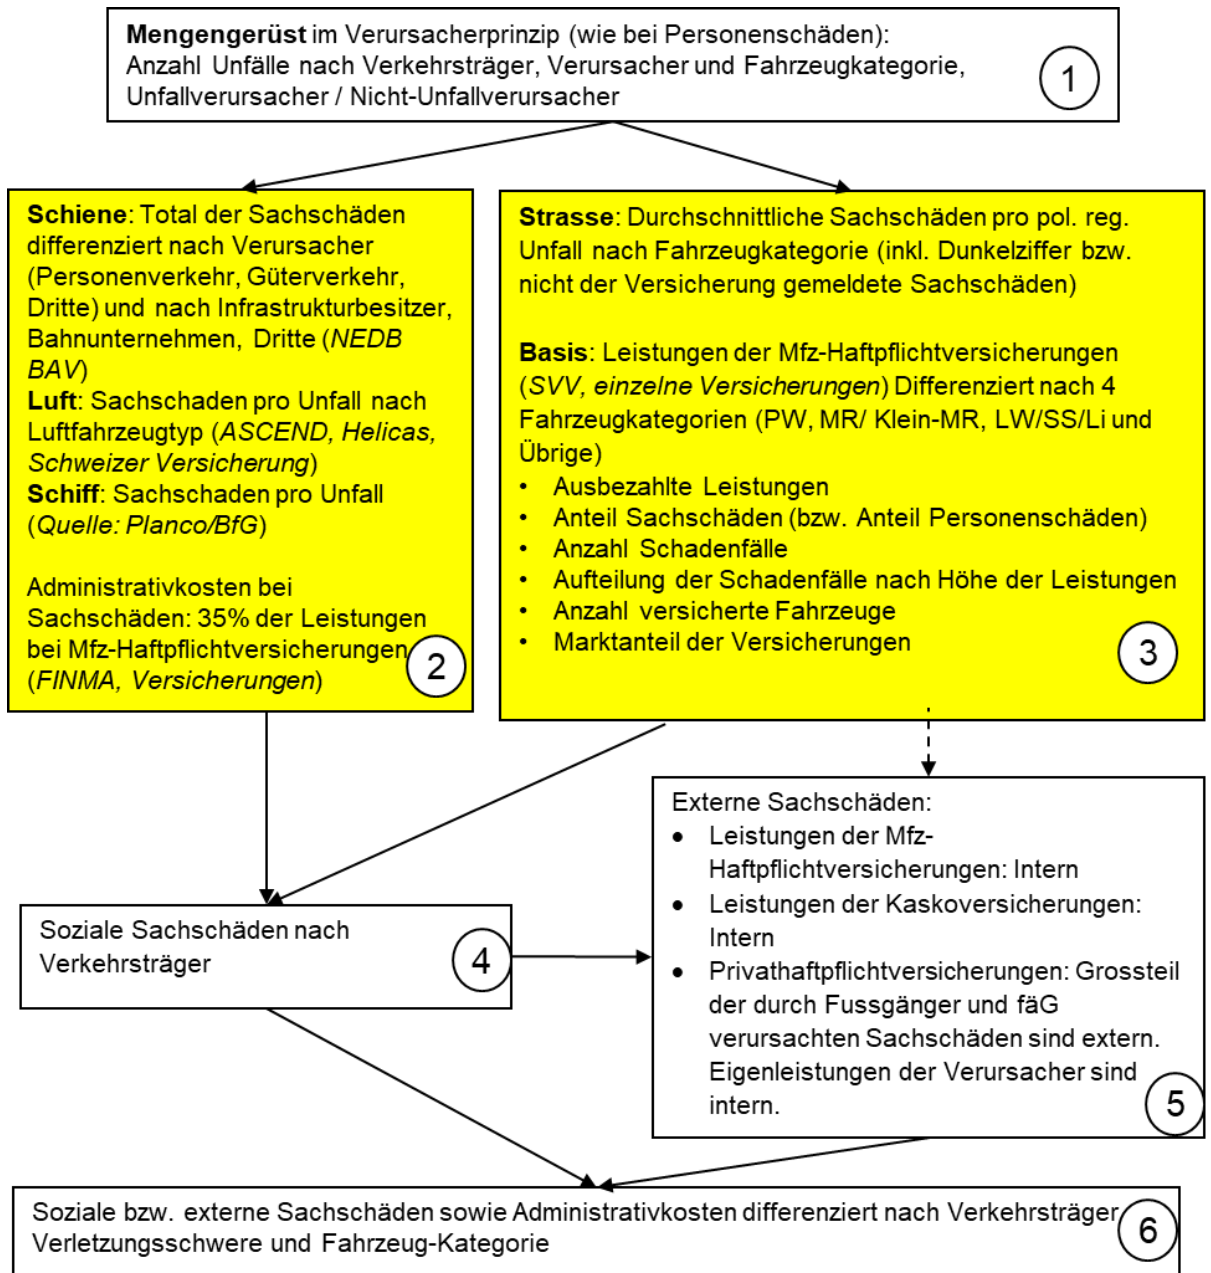 Mengengerüst im Verursacherprinzip (wie bei Personenschäden):
Anzahl Unfälle nach Verkehrsträger, Verursacher und Fahrzeugkategorie,
Unfallverursacher / Nicht-Unfallverursacher
1
Schiene: Total der Sachschäden
differenziert nach Verursacher
(Personenverkehr, Güterverkehr,
Dritte) und nach Infrastrukturbesitzer,
Bahnunternehmen, Dritte (NEDB
BAV)
Luft: Sachschaden pro Unfall nach
Luftfahrzeugtyp (ASCEND, Helicas,
Schweizer Versicherung)
Schiff: Sachschaden pro Unfall
(Quelle: Planco/BfG)
Administrativkosten bei
Sachschäden: 35% der Leistungen
bei Mfz-Haftpflichtversicherungen
(FINMA, Versicherungen)
2
Strasse: Durchschnittliche Sachschäden pro pol. reg.
Unfall nach Fahrzeugkategorie (inkl. Dunkelziffer bzw.
nicht der Versicherung gemeldete Sachschäden)
Basis: Leistungen der Mfz-Haftpflichtversicherungen
(SVV, einzelne Versicherungen) Differenziert nach 4
Fahrzeugkategorien (PW, MR/ Klein-MR, LW/SS/Li und
Übrige)
• Ausbezahlte Leistungen
• Anteil Sachschäden (bzw. Anteil Personenschäden)
• Anzahl Schadenfälle
• Aufteilung der Schadenfälle nach Höhe der Leistungen
• Anzahl versicherte Fahrzeuge
• Marktanteil der Versicherungen
3
Soziale Sachschäden nach
Verkehrsträger
4
Externe Sachschäden:
• Leistungen der Mfz-
Haftpflichtversicherungen: Intern
• Leistungen der Kaskoversicherungen:
Intern
• Privathaftpflichtversicherungen: Grossteil
der durch Fussgänger und fäG
verursachten Sachschäden sind extern.
Eigenleistungen der Verursacher sind
intern.
5
Soziale bzw. externe Sachschäden sowie Administrativkosten differenziert nach Verkehrsträger
Verletzungsschwere und Fahrzeug-Kategorie
6